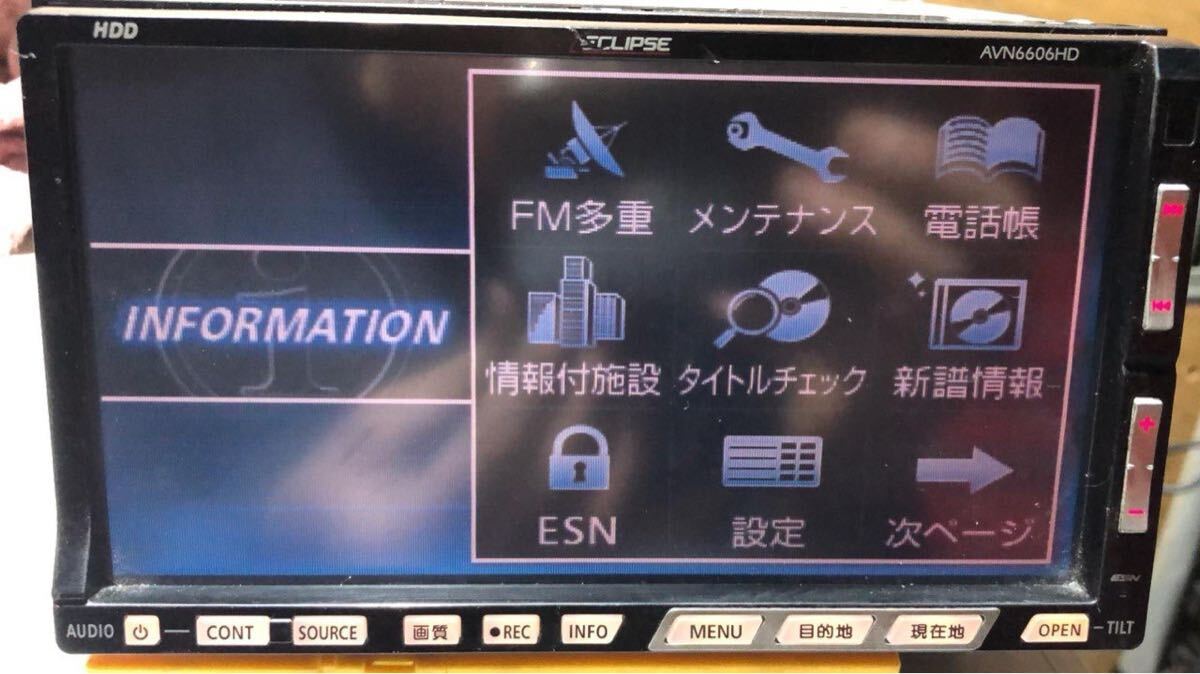 HDD
ECLIPSE
AVN6606HD
FM多重 メンテナンス 電話帳
INFORMATION
情報付施設 タイトルチェック 新譜情報
ESN 設定 次ページ
ESN
AUDIO CONT SOURCE 画質 ●REC INFO MENU 目的地 現在地 OPEN TILT